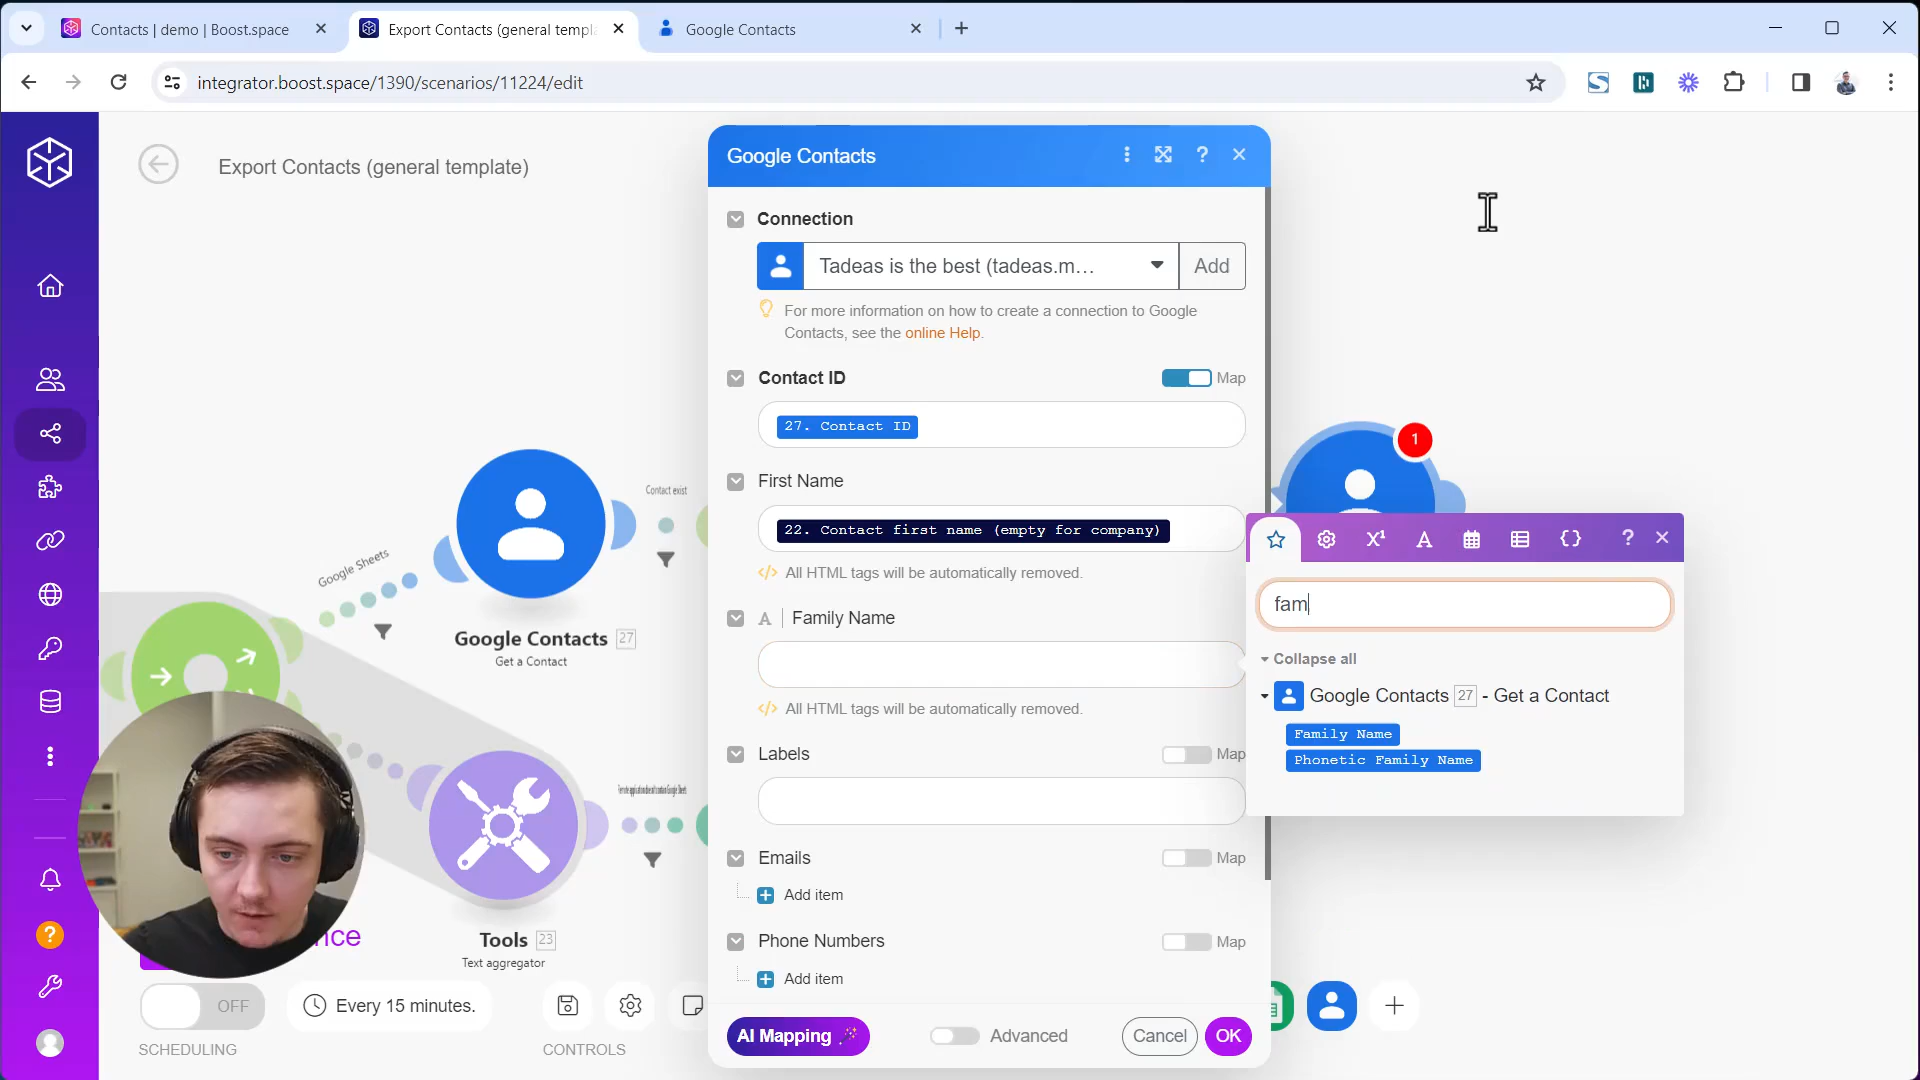 Contacts | demo | Boost.space
Export Contacts (general templ
Google Contacts
integrator.boost.space/1390/scenarios/11224/edit
Export Contacts (general template)
Google Contacts
Connection
Tadeas is the best (tadeas.m...
Add
For more information on how to create a connection to Google
Contacts, see the online Help.
Contact ID
Map
27. Contact ID
First Name
22. Contact first name (empty for company)
</> All HTML tags will be automatically removed.
A | Family Name
</> All HTML tags will be automatically removed.
Labels
Map
Emails
Map
Add item
Phone Numbers
Map
Add item
AI Mapping
Advanced
Cancel
OK
1
fam
Collapse all
Google Contacts 27 - Get a Contact
Family Name
Phonetic Family Name
Contact exist
Google Sheets
Google Contacts 27
Get a Contact
Tools 23
Text aggregator
nce
OFF
Every 15 minutes.
SCHEDULING
CONTROLS